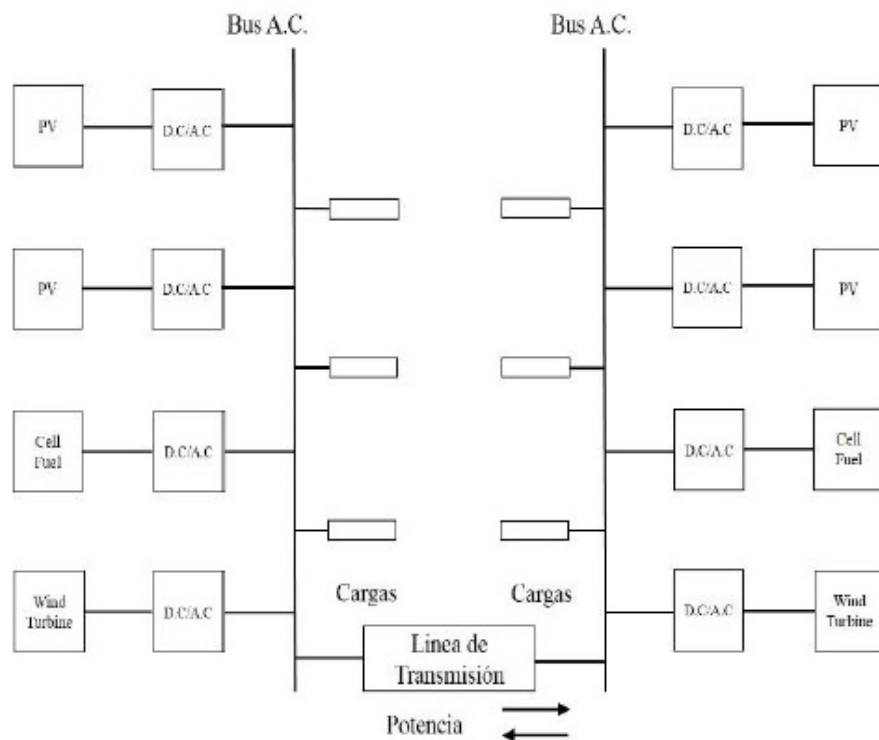 Bus A.C.
Bus A.C.
PV
D.C/A.C
D.C/A.C
PV
PV
D.C/A.C
D.C/A.C
PV
Cell
Fuel
D.C/A.C
D.C/A.C
Cell
Fuel
Wind
Turbine
D.C/A.C
D.C/A.C
Wind
Turbine
Cargas
Cargas
Linea de
Transmisión
Potencia